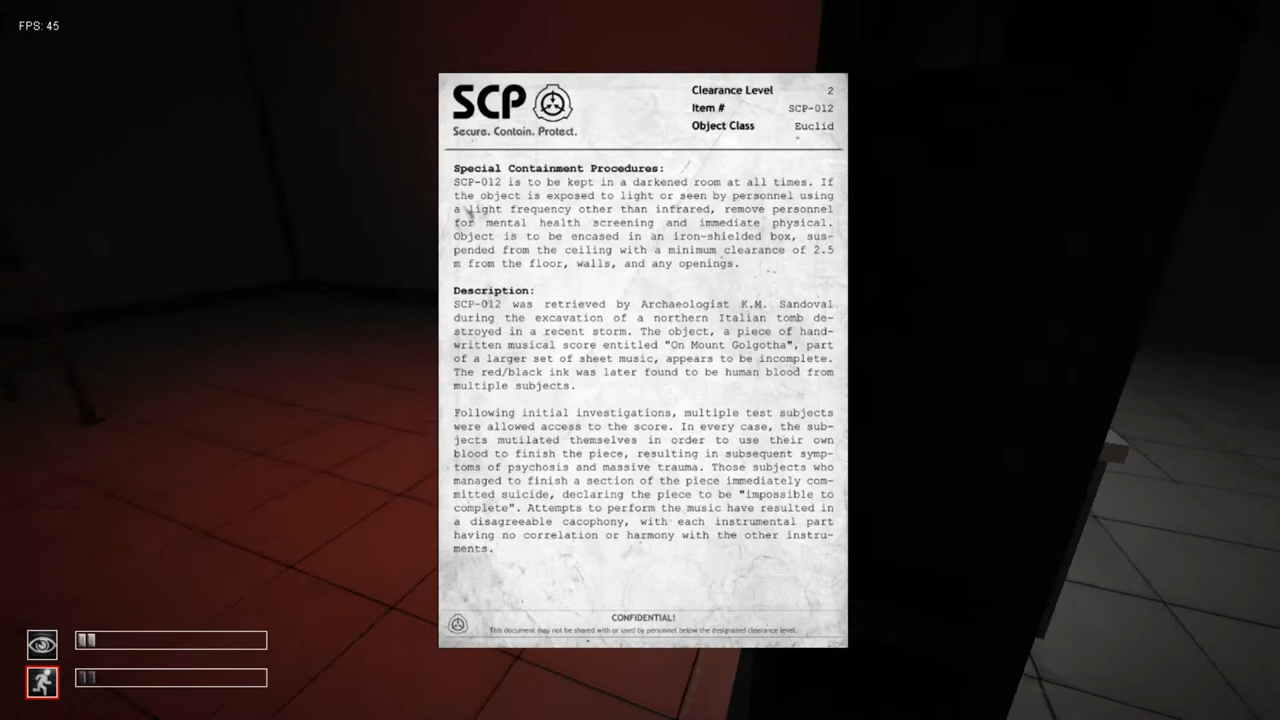 FPS: 45
SCP
Secure. Contain. Protect.
Clearance Level 2
Item # SCP-012
Object Class Euclid
Special Containment Procedures:
SCP-012 is to be kept in a darkened room at all times. If
the object is exposed to light or seen by personnel using
a light frequency other than infrared, remove personnel
for mental health screening and immediate physical.
Object is to be encased in an iron-shielded box, sus-
pended from the ceiling with a minimum clearance of 2.5
m from the floor, walls, and any openings.
Description:
SCP-012 was retrieved by Archaeologist K.M. Sandoval
during the excavation of a northern Italian tomb de-
stroyed in a recent storm. The object, a piece of hand-
written musical score entitled "On Mount Golgotha", part
of a larger set of sheet music, appears to be incomplete.
The red/black ink was later found to be human blood from
multiple subjects.
Following initial investigations, multiple test subjects
were allowed access to the score. In every case, the sub-
jects mutilated themselves in order to use their own
blood to finish the piece, resulting in subsequent symp-
toms of psychosis and massive trauma. Those subjects who
managed to finish a section of the piece immediately com-
mitted suicide, declaring the piece to be "impossible to
complete". Attempts to perform the music have resulted in
a disagreeable cacophony, with each instrumental part
having no correlation or harmony with the other instru-
ments.
CONFIDENTIAL!
This document may not be shared with or used by personnel below the designated clearance level.